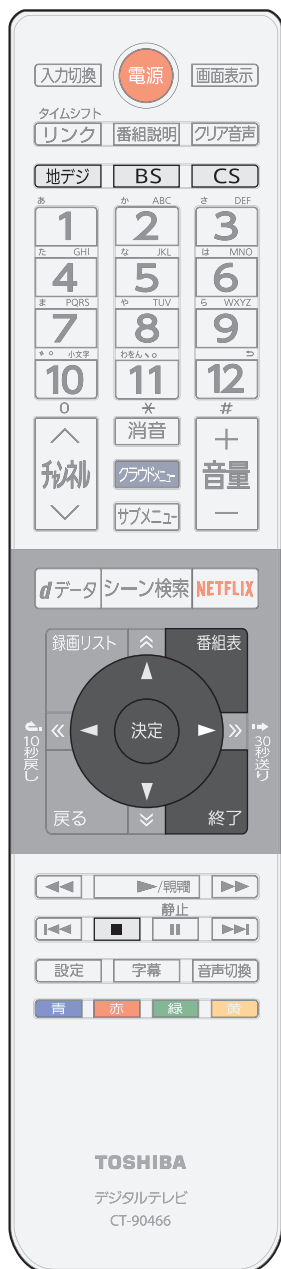 入力切換 電源 画面表示
タイムシフト
リンク 番組説明 クリア音声
地デジ BS CS
あ か ABC さ DEF
1 2 3
た GHI な JKL は MNO
4 5 6
ま PQRS や TUV ら WXYZ
7 8 9
小文字 わをん
10 11 12
0 * #
チャンネル 消音 + 音量 −
クラウドメニュー
サブメニュー
dデータ シーン検索 NETFLIX
録画リスト 番組表
10秒戻し 決定 30秒送り
戻る 終了
静止
設定 字幕 音声切換
青 赤 緑 黄
TOSHIBA
デジタルテレビ
CT-90466